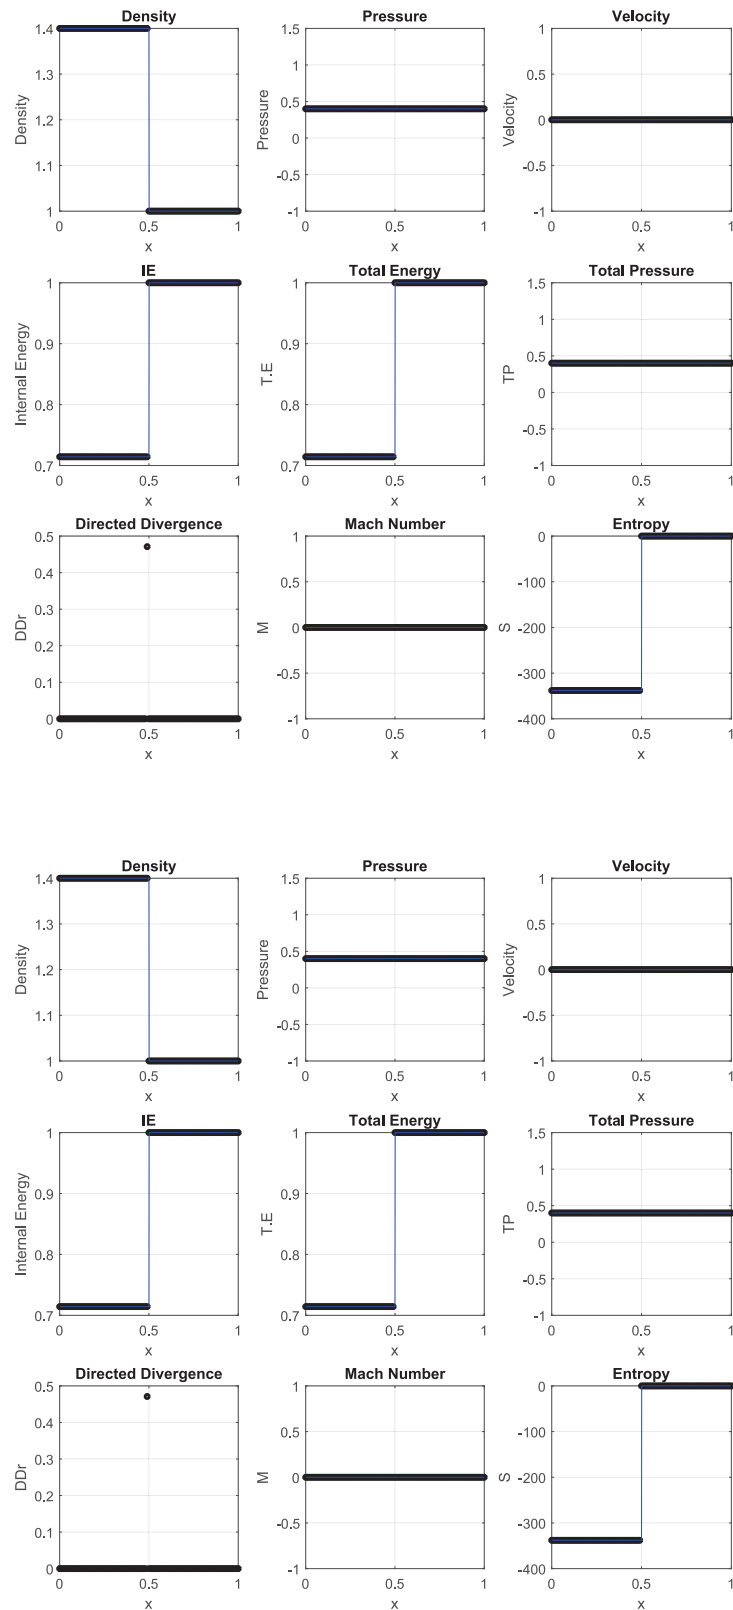 Density Pressure Velocity
1.4 1.5 1
1.3 1 0.5
1.2 0.5 0
1.1 0 -0.5
1 -0.5 -1
-1
Density Pressure Velocity
0 0.5 1 0 0.5 1 0 0.5 1
x x x
IE Total Energy Total Pressure
1 1 1.5
0.9 0.9 1
0.8 0.8 0.5
0.7 0.7 0
-0.5
-1
Internal Energy T.E TP
0 0.5 1 0 0.5 1 0 0.5 1
x x x
Directed Divergence Mach Number Entropy
0.5 1 0
0.4 0.5 -100
0.3 0 -200
0.2 -0.5 -300
0.1 -1 -400
0
DDr M S
0 0.5 1 0 0.5 1 0 0.5 1
x x x
Density Pressure Velocity
1.4 1.5 1
1.3 1 0.5
1.2 0.5 0
1.1 0 -0.5
1 -0.5 -1
-1
Density Pressure Velocity
0 0.5 1 0 0.5 1 0 0.5 1
x x x
IE Total Energy Total Pressure
1 1 1.5
0.9 0.9 1
0.8 0.8 0.5
0.7 0.7 0
-0.5
-1
Internal Energy T.E TP
0 0.5 1 0 0.5 1 0 0.5 1
x x x
Directed Divergence Mach Number Entropy
0.5 1 0
0.4 0.5 -100
0.3 0 -200
0.2 -0.5 -300
0.1 -1 -400
0
DDr M S
0 0.5 1 0 0.5 1 0 0.5 1
x x x